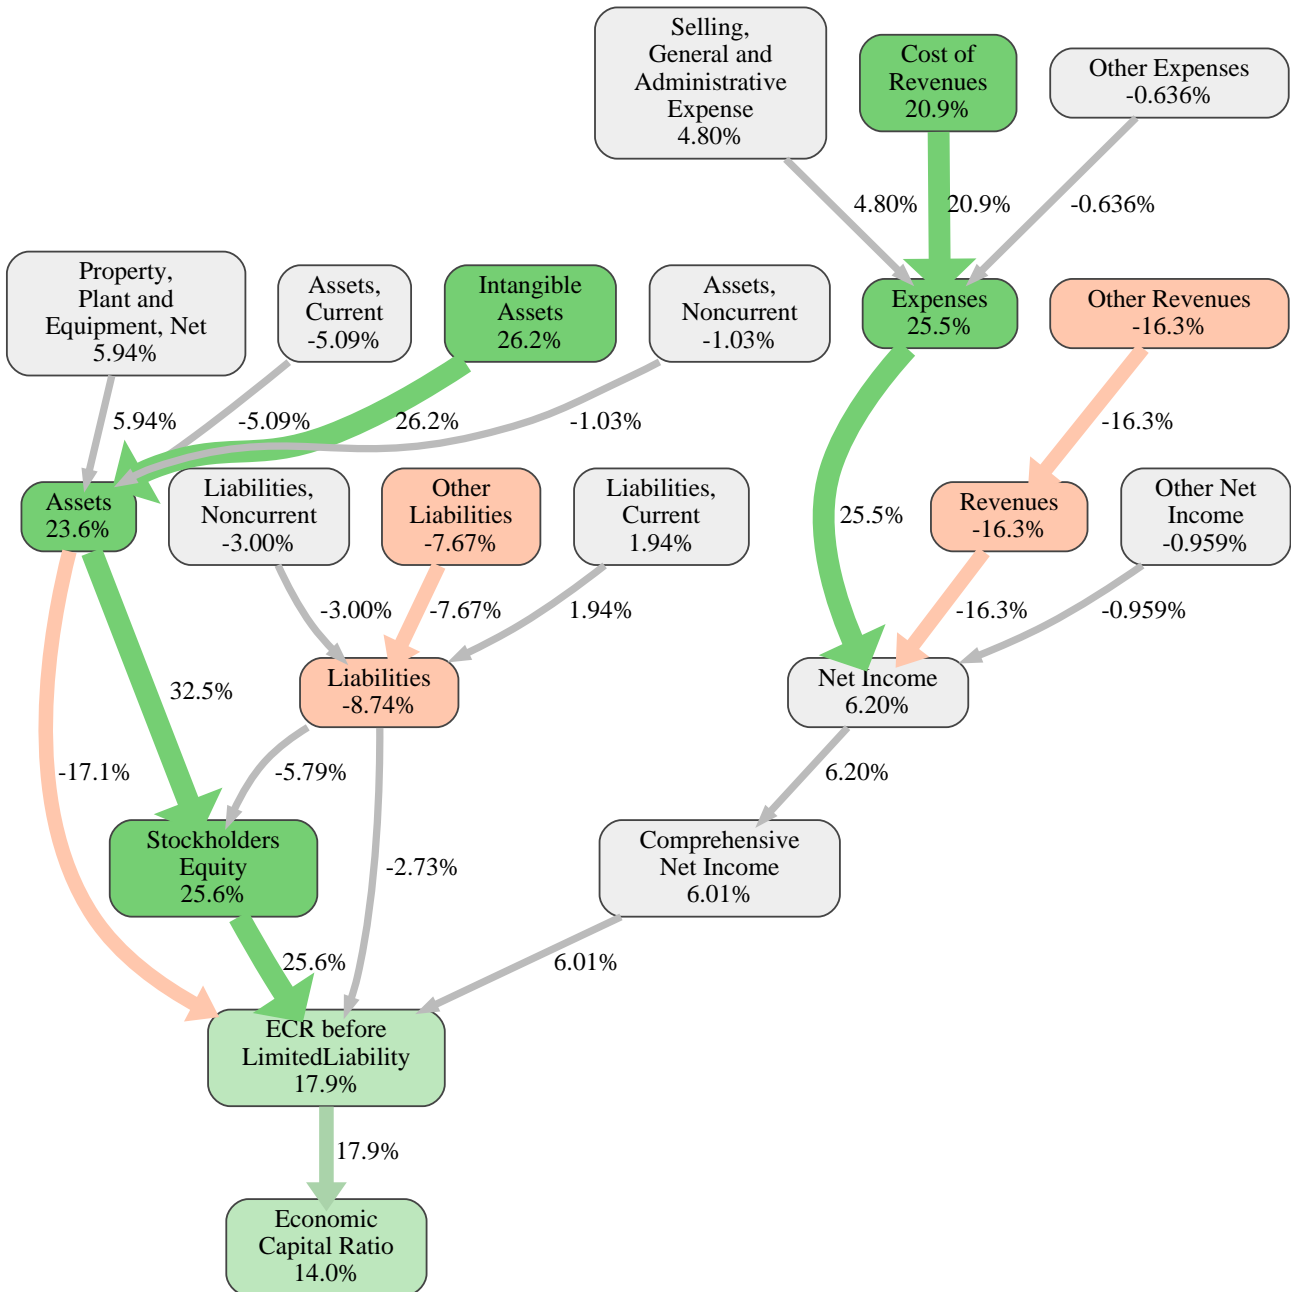 Selling,
General and
Administrative
Expense
4.80%
Cost of
Revenues
20.9%
Other Expenses
-0.636%
4.80%
20.9%
-0.636%
Property,
Plant and
Equipment, Net
5.94%
Assets,
Current
-5.09%
Intangible
Assets
26.2%
Assets,
Noncurrent
-1.03%
Expenses
25.5%
Other Revenues
-16.3%
5.94%
-5.09%
26.2%
-1.03%
-16.3%
Assets
23.6%
Liabilities,
Noncurrent
-3.00%
Other
Liabilities
-7.67%
Liabilities,
Current
1.94%
25.5%
Revenues
-16.3%
Other Net
Income
-0.959%
-3.00%
-7.67%
1.94%
-16.3%
-0.959%
32.5%
Liabilities
-8.74%
Net Income
6.20%
-17.1%
-5.79%
6.20%
Stockholders
Equity
25.6%
-2.73%
Comprehensive
Net Income
6.01%
25.6%
6.01%
ECR before
LimitedLiability
17.9%
17.9%
Economic
Capital Ratio
14.0%